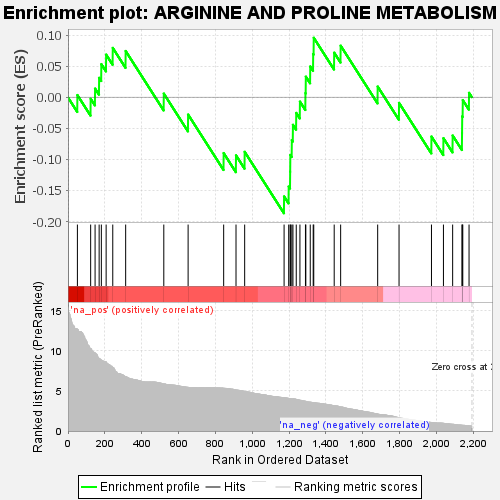 Enrichment plot: ARGININE AND PROLINE METABOLISM
Enrichment score (ES)
0.10
0.05
0.00
-0.05
-0.10
-0.15
-0.20
'na_pos' (positively correlated)
Ranked list metric (PreRanked)
15
10
5
0
Zero cross at
'na_neg' (negatively correlated)
0
200
400
600
800
1,000
1,200
1,400
1,600
1,800
2,000
2,200
Rank in Ordered Dataset
Enrichment profile
Hits
Ranking metric scores